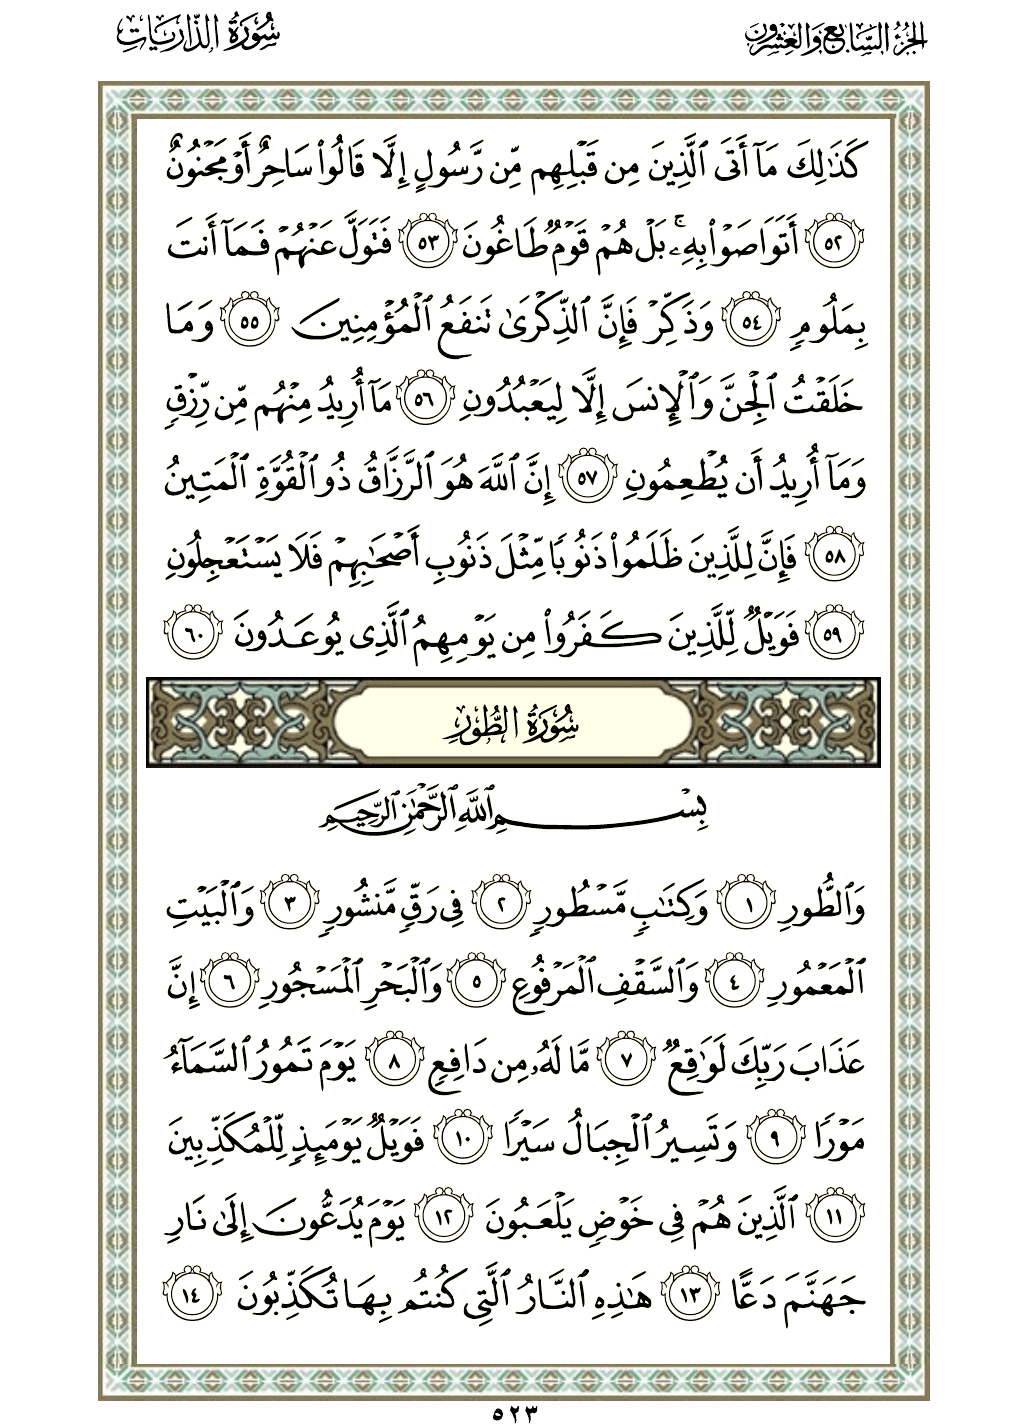 الجزء السابع والعشرون
سورة الذاريات
كَذَٰلِكَ مَآ أَتَى ٱلَّذِينَ مِن قَبْلِهِم مِّن رَّسُولٍ إِلَّا قَالُوا۟ سَاحِرٌ أَوْ مَجْنُونٌ
٥٢ أَتَوَاصَوْا۟ بِهِۦ ۚ بَلْ هُمْ قَوْمٌ طَاغُونَ ٥٣ فَتَوَلَّ عَنْهُمْ فَمَآ أَنتَ
بِمَلُومٍ ٥٤ وَذَكِّرْ فَإِنَّ ٱلذِّكْرَىٰ تَنفَعُ ٱلْمُؤْمِنِينَ ٥٥ وَمَا
خَلَقْتُ ٱلْجِنَّ وَٱلْإِنسَ إِلَّا لِيَعْبُدُونِ ٥٦ مَآ أُرِيدُ مِنْهُم مِّن رِّزْقٍ
وَمَآ أُرِيدُ أَن يُطْعِمُونِ ٥٧ إِنَّ ٱللَّهَ هُوَ ٱلرَّزَّاقُ ذُو ٱلْقُوَّةِ ٱلْمَتِينُ
٥٨ فَإِنَّ لِلَّذِينَ ظَلَمُوا۟ ذَنُوبًا مِّثْلَ ذَنُوبِ أَصْحَٰبِهِمْ فَلَا يَسْتَعْجِلُونِ
٥٩ فَوَيْلٌ لِّلَّذِينَ كَفَرُوا۟ مِن يَوْمِهِمُ ٱلَّذِى يُوعَدُونَ ٦٠
سورة الطور
بِسْمِ ٱللَّهِ ٱلرَّحْمَٰنِ ٱلرَّحِيمِ
وَٱلطُّورِ ١ وَكِتَٰبٍ مَّسْطُورٍ ٢ فِى رَقٍّ مَّنشُورٍ ٣ وَٱلْبَيْتِ
ٱلْمَعْمُورِ ٤ وَٱلسَّقْفِ ٱلْمَرْفُوعِ ٥ وَٱلْبَحْرِ ٱلْمَسْجُورِ ٦ إِنَّ
عَذَابَ رَبِّكَ لَوَٰقِعٌ ٧ مَّا لَهُۥ مِن دَافِعٍ ٨ يَوْمَ تَمُورُ ٱلسَّمَآءُ
مَوْرًا ٩ وَتَسِيرُ ٱلْجِبَالُ سَيْرًا ١٠ فَوَيْلٌ يَوْمَئِذٍ لِّلْمُكَذِّبِينَ
١١ ٱلَّذِينَ هُمْ فِى خَوْضٍ يَلْعَبُونَ ١٢ يَوْمَ يُدَعُّونَ إِلَىٰ نَارِ
جَهَنَّمَ دَعًّا ١٣ هَٰذِهِ ٱلنَّارُ ٱلَّتِى كُنتُم بِهَا تُكَذِّبُونَ ١٤
٥٢٣